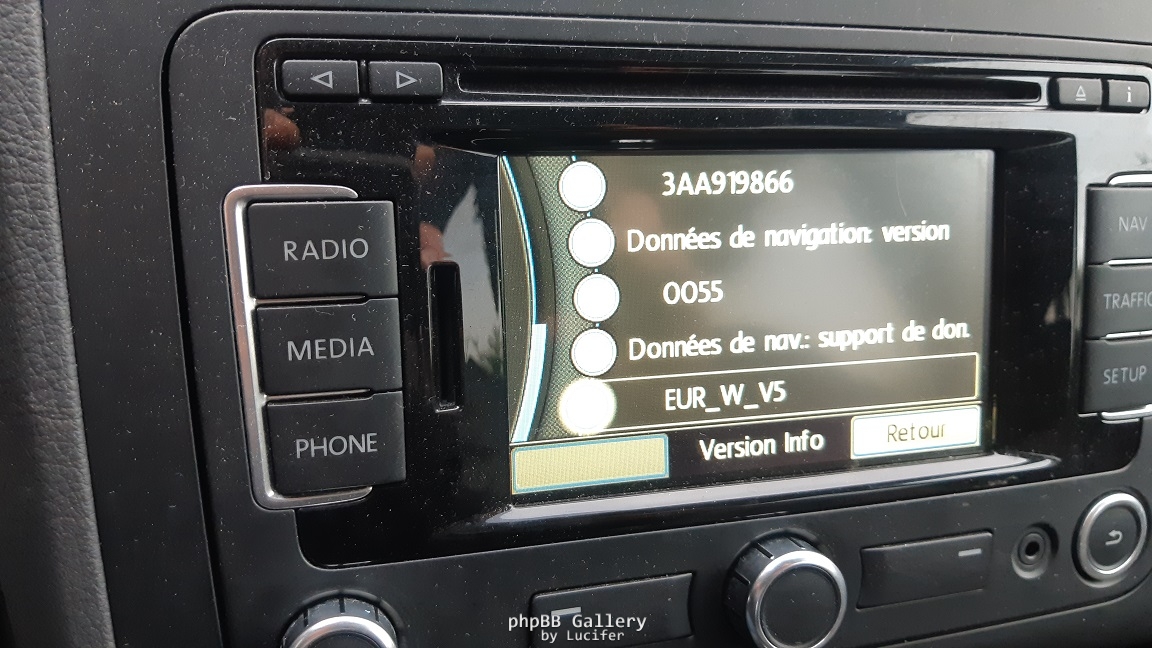 i
RADIO
MEDIA
PHONE
3AA919866
Données de navigation: version
0055
Données de nav.: support de don.
EUR_W_V5
Version Info
Retour
NAV
TRAFFIC
SETUP
phpBB Gallery
by Lucifer